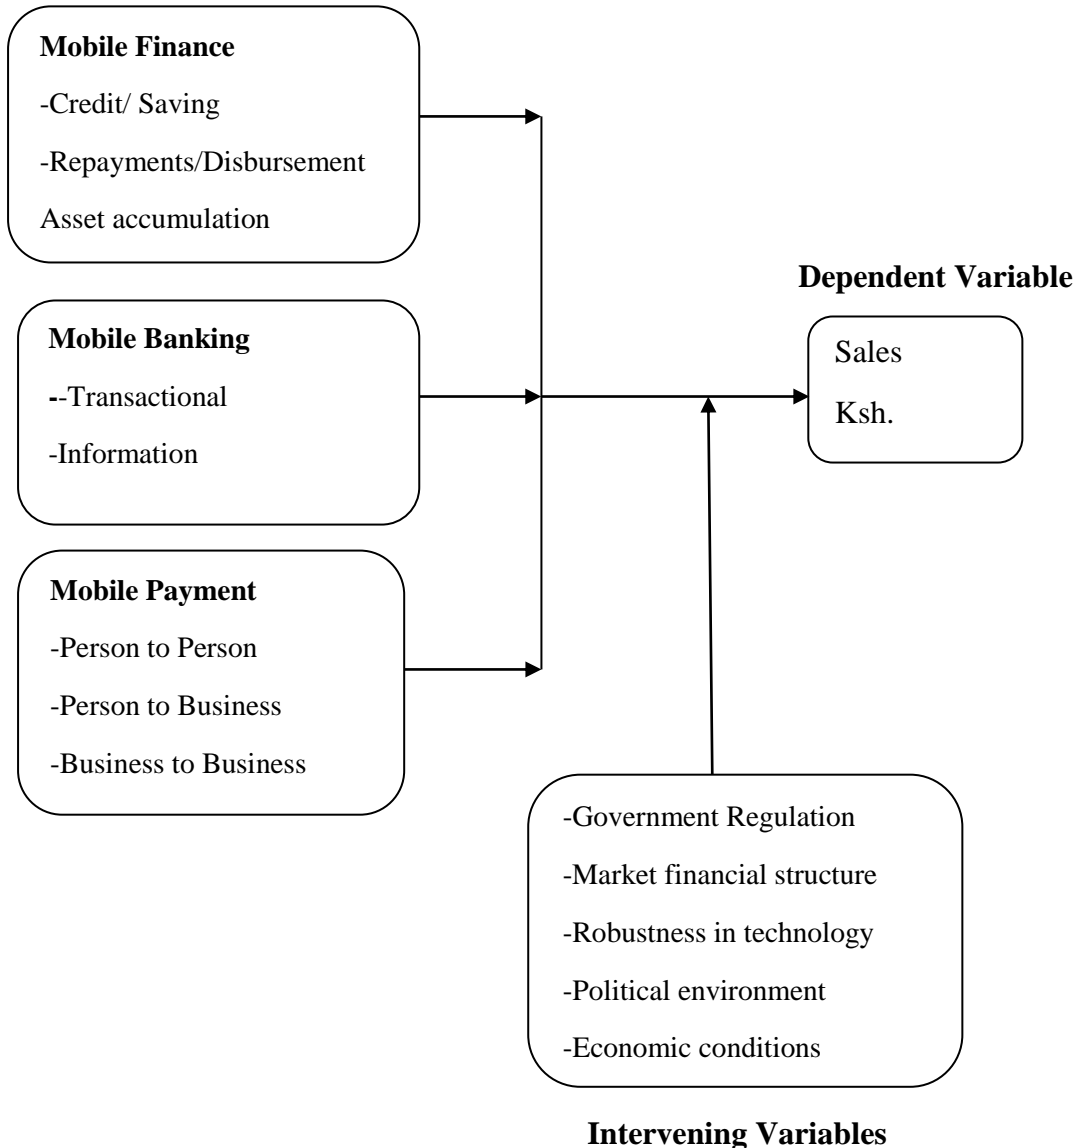 Mobile Finance
-Credit/ Saving
-Repayments/Disbursement
Asset accumulation
Mobile Banking
--Transactional
-Information
Mobile Payment
-Person to Person
-Person to Business
-Business to Business
Dependent Variable
Sales
Ksh.
-Government Regulation
-Market financial structure
-Robustness in technology
-Political environment
-Economic conditions
Intervening Variables